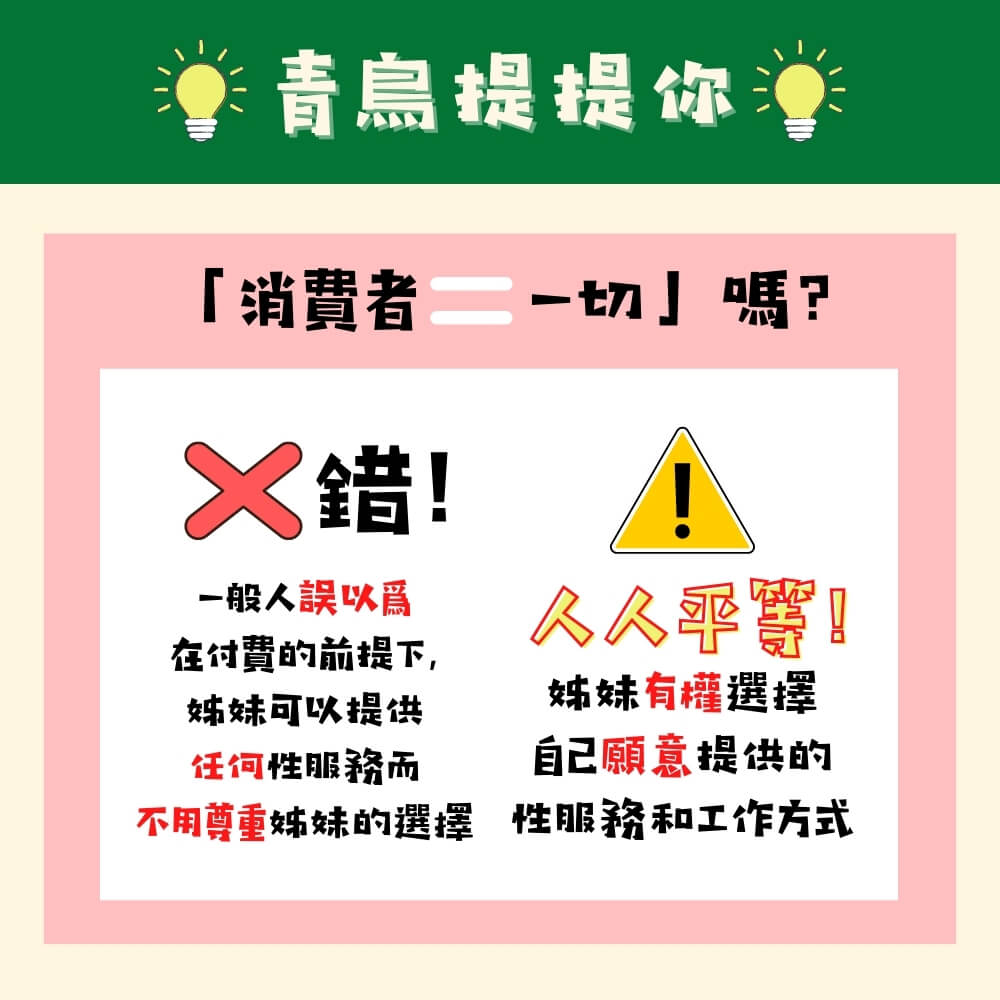 青鳥提提你
「消費者＝一切」嗎？
錯！
一般人誤以為
在付費的前提下，
姊妹可以提供
任何性服務而
不用尊重姊妹的選擇
人人平等！
姊妹有權選擇
自己願意提供的
性服務和工作方式